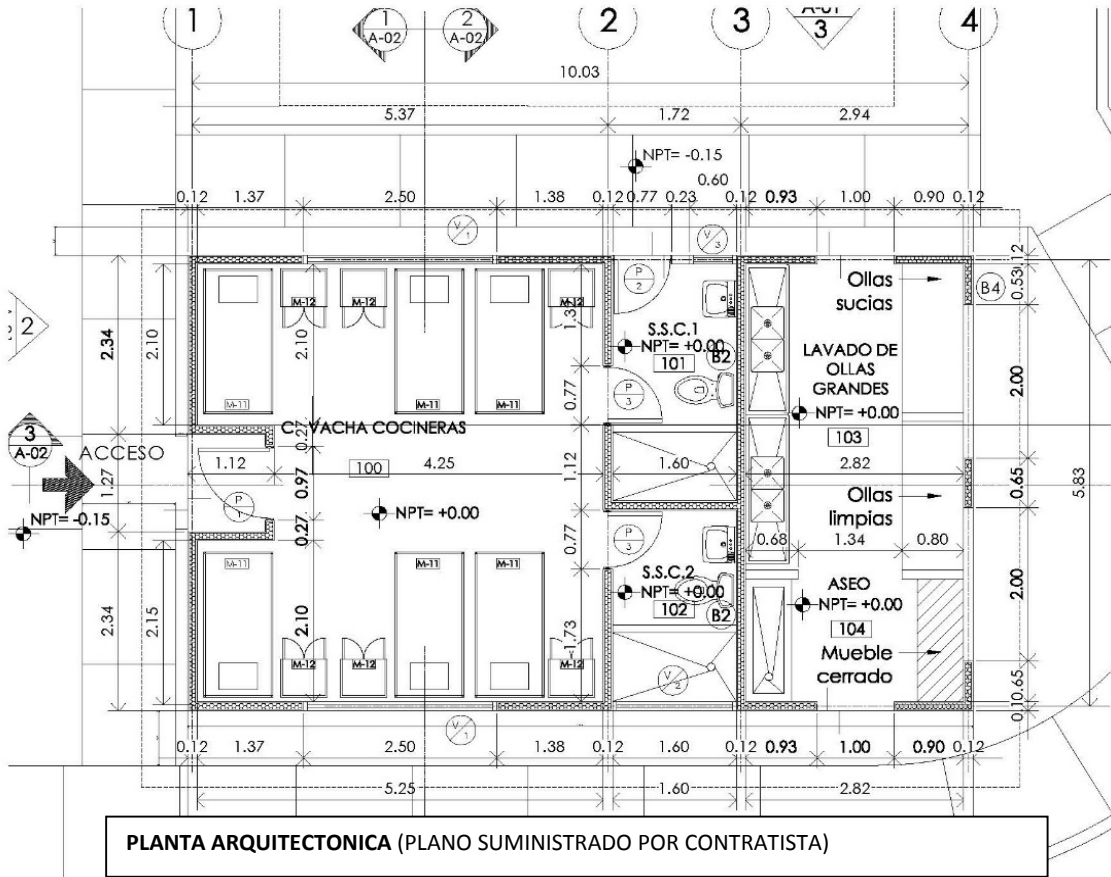 1
2
3
4
1
A-02
2
A-02
3
10.03
5.37
1.72
2.94
NPT= -0.15
0.60
0.12
1.37
2.50
1.38
0.12
0.77
0.23
0.12
0.93
1.00
0.90
0.12
V
1
V
3
P
2
M-12
M-12
M-12
Ollas
sucias
B4
0.53
2.34
2.10
2.10
2
S.S.C.1
NPT= +0.00
101
B2
LAVADO DE
OLLAS
GRANDES
NPT= +0.00
103
2.00
0.77
P
3
M-11
M-11
M-11
3
A-02
ACCESO
0.27
COCINERAS
1.27
1.12
100
4.25
0.97
1.12
1.60
2.82
0.65
5.83
P
1
NPT= -0.15
NPT= +0.00
0.27
Ollas
limpias
0.77
P
3
0.68
1.34
0.80
M-11
M-11
M-11
S.S.C.2
NPT= +0.00
102
B2
ASEO
NPT= +0.00
104
2.00
2.34
2.15
2.10
1.73
Mueble
cerrado
M-12
M-12
M-12
V
2
0.65
V
1
0.12
1.37
2.50
1.38
0.12
1.60
0.12
0.93
1.00
0.90
0.12
5.25
1.60
2.82
PLANTA ARQUITECTONICA (PLANO SUMINISTRADO POR CONTRATISTA)